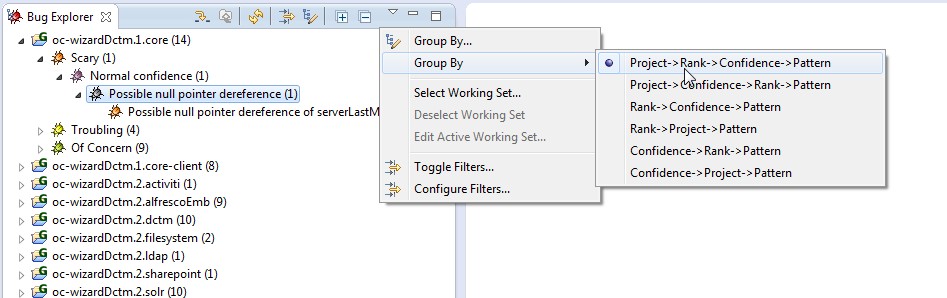 Bug Explorer
oc-wizardDctm.1.core (14)
Scary (1)
Normal confidence (1)
Possible null pointer dereference (1)
Possible null pointer dereference of serverLastM
Troubling (4)
Of Concern (9)
oc-wizardDctm.1.core-client (8)
oc-wizardDctm.2.activiti (1)
oc-wizardDctm.2.alfrescoEmb (9)
oc-wizardDctm.2.dctm (10)
oc-wizardDctm.2.filesystem (2)
oc-wizardDctm.2.ldap (1)
oc-wizardDctm.2.sharepoint (1)
oc-wizardDctm.2.solr (10)
Group By...
Group By
Select Working Set...
Deselect Working Set
Edit Active Working Set...
Toggle Filters...
Configure Filters...
Project->Rank->Confidence->Pattern
Project->Confidence->Rank->Pattern
Rank->Confidence->Pattern
Rank->Project->Pattern
Confidence->Rank->Pattern
Confidence->Project->Pattern